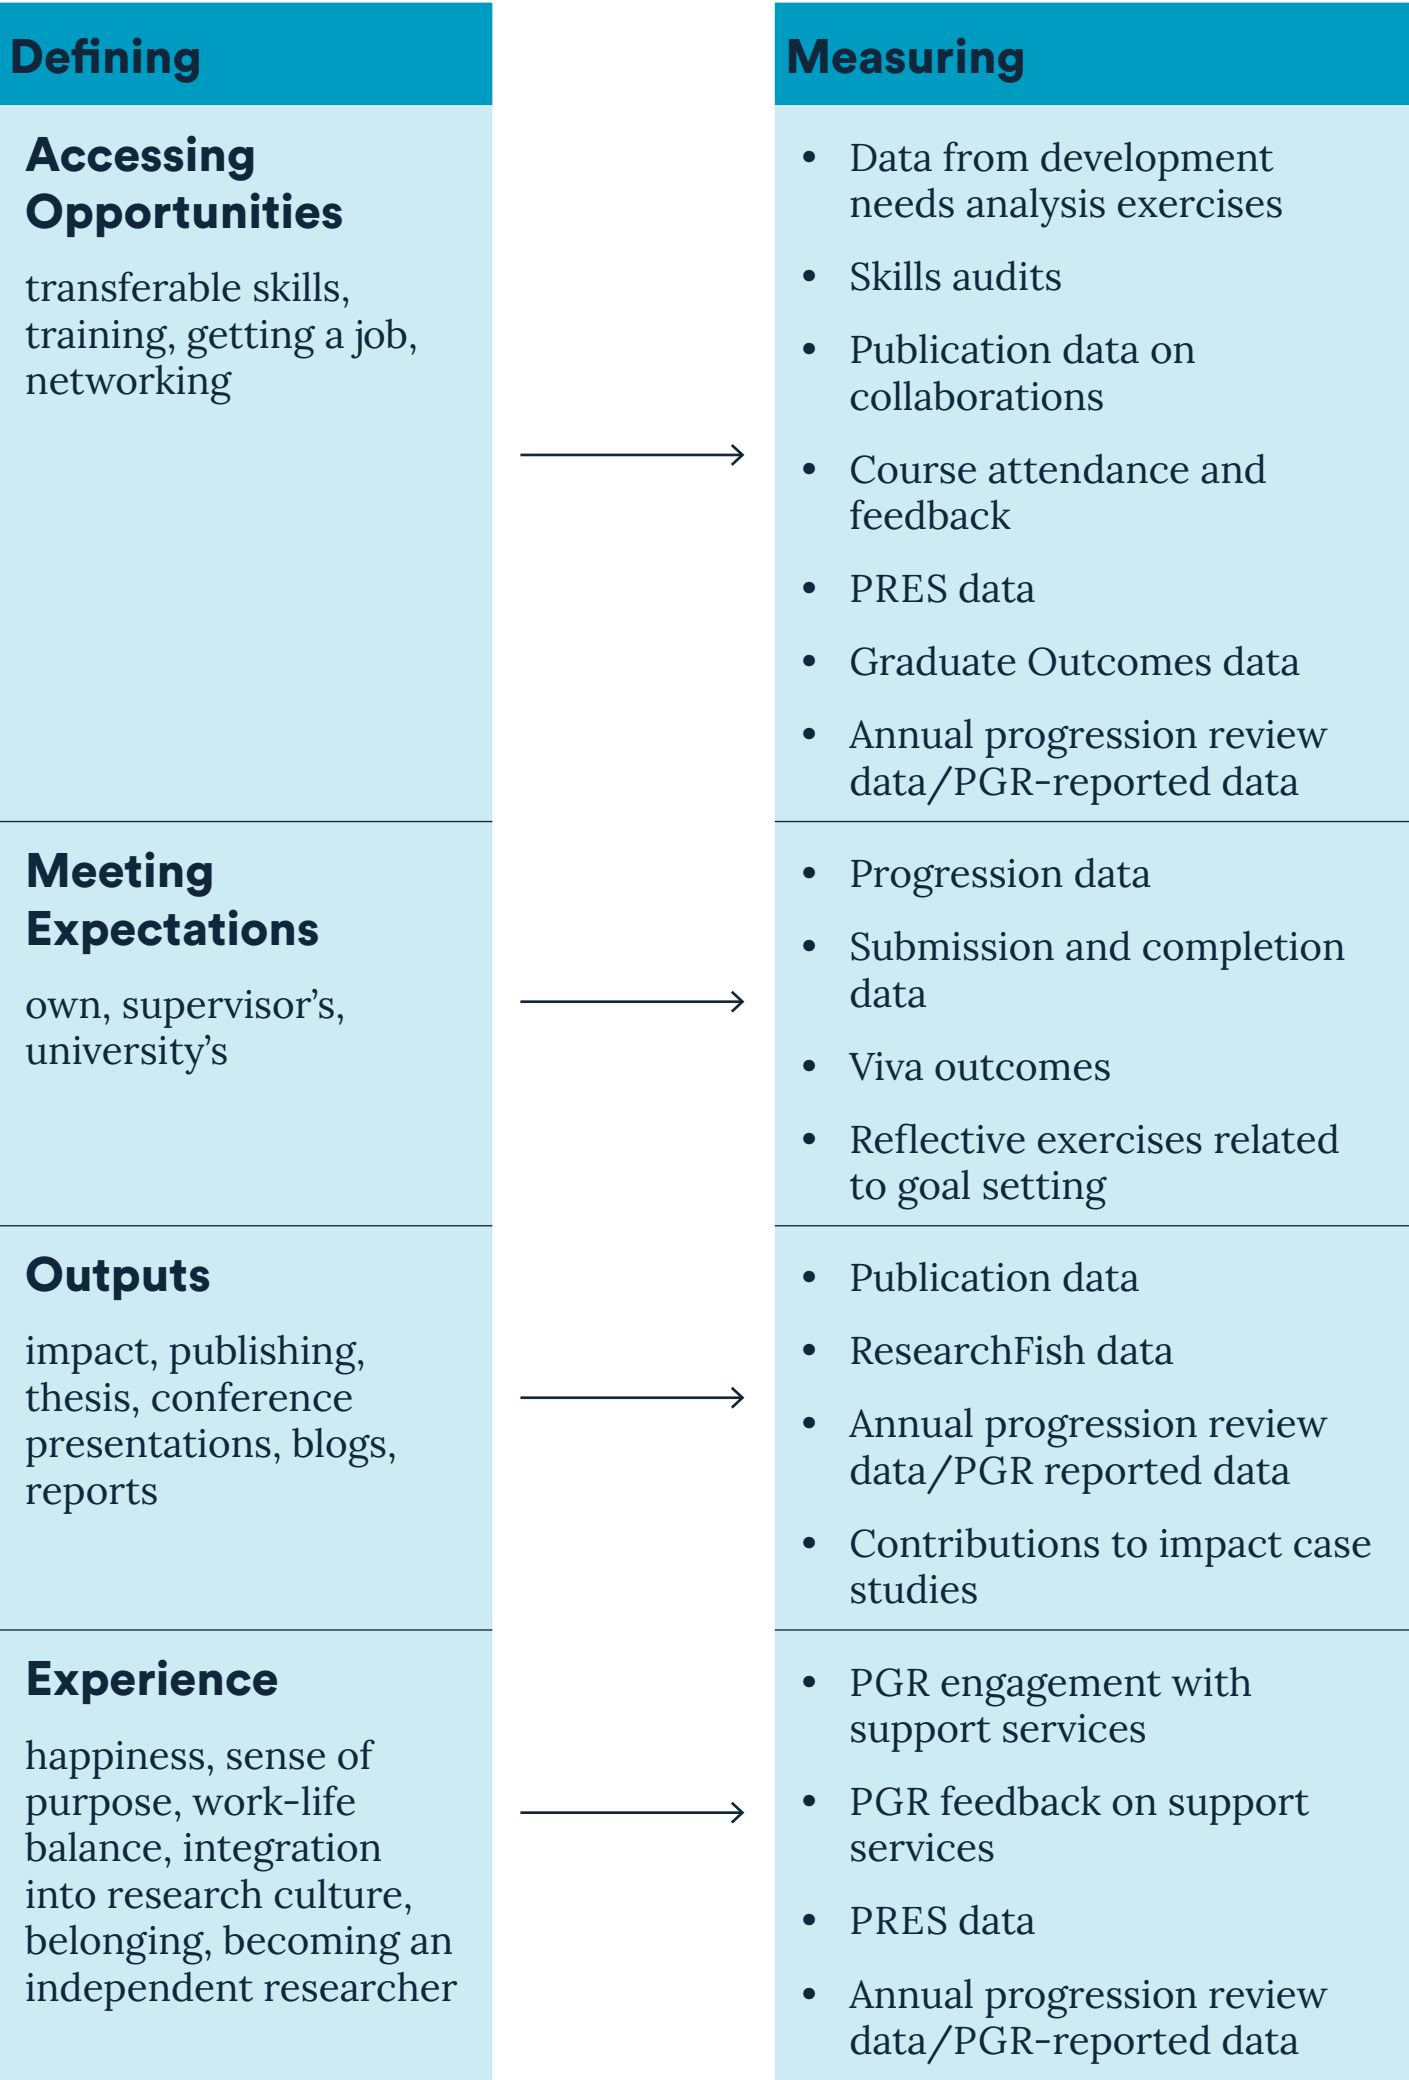 Defining
Measuring
Accessing
Opportunities
transferable skills,
training, getting a job,
networking
• Data from development
needs analysis exercises
• Skills audits
• Publication data on
collaborations
• Course attendance and
feedback
• PRES data
• Graduate Outcomes data
• Annual progression review
data/PGR-reported data
Meeting
Expectations
own, supervisor’s,
university’s
• Progression data
• Submission and completion
data
• Viva outcomes
• Reflective exercises related
to goal setting
Outputs
impact, publishing,
thesis, conference
presentations, blogs,
reports
• Publication data
• ResearchFish data
• Annual progression review
data/PGR reported data
• Contributions to impact case
studies
Experience
happiness, sense of
purpose, work-life
balance, integration
into research culture,
belonging, becoming an
independent researcher
• PGR engagement with
support services
• PGR feedback on support
services
• PRES data
• Annual progression review
data/PGR-reported data